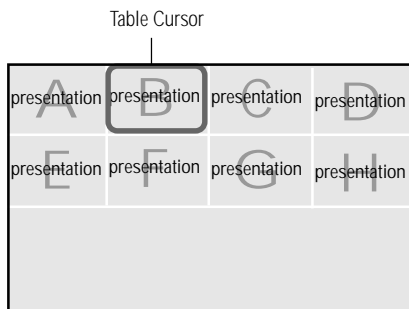 Table Cursor
A presentation B presentation C presentation D presentation
E presentation F presentation G presentation H presentation